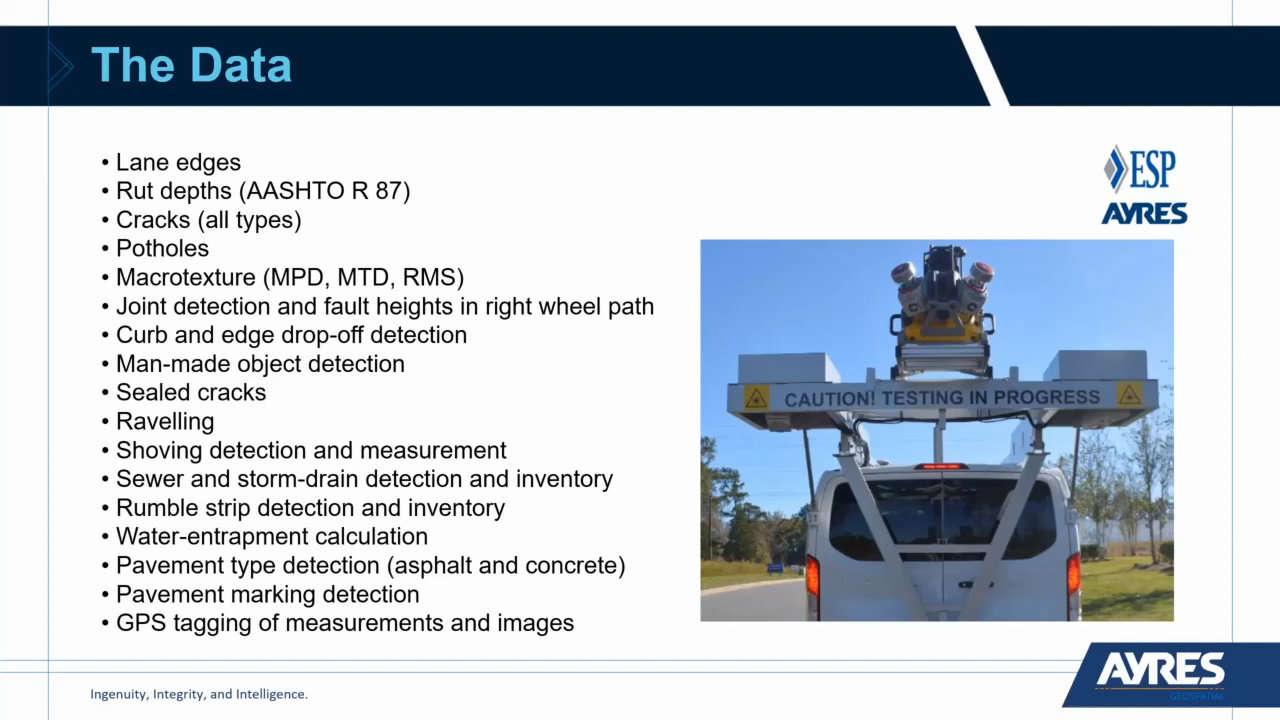 The Data
• Lane edges
• Rut depths (AASHTO R 87)
• Cracks (all types)
• Potholes
• Macrotexture (MPD, MTD, RMS)
• Joint detection and fault heights in right wheel path
• Curb and edge drop-off detection
• Man-made object detection
• Sealed cracks
• Ravelling
• Shoving detection and measurement
• Sewer and storm-drain detection and inventory
• Rumble strip detection and inventory
• Water-entrapment calculation
• Pavement type detection (asphalt and concrete)
• Pavement marking detection
• GPS tagging of measurements and images
ESP
AYRES
CAUTION! TESTING IN PROGRESS
Ingenuity, Integrity, and Intelligence.
AYRES
GEOSPATIAL